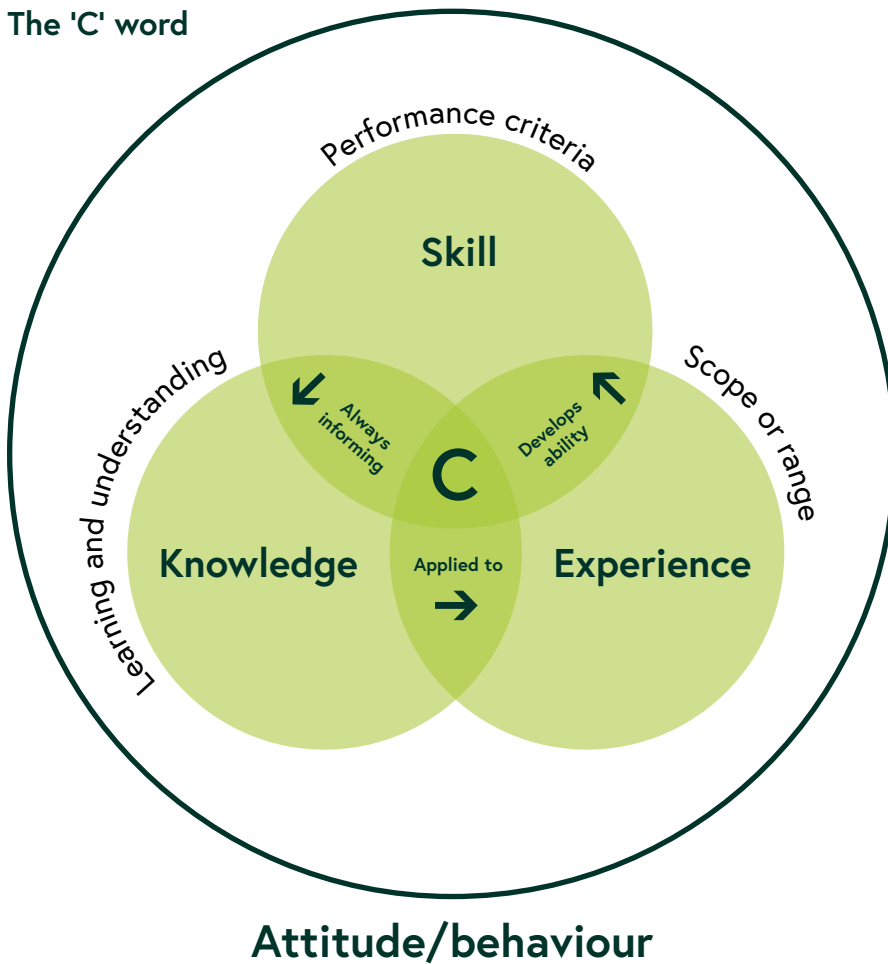 The 'C' word
Performance criteria
Skill
Learning and understanding
Scope or range
Always
informing
Develops
ability
C
Knowledge
Applied to
Experience
Attitude/behaviour